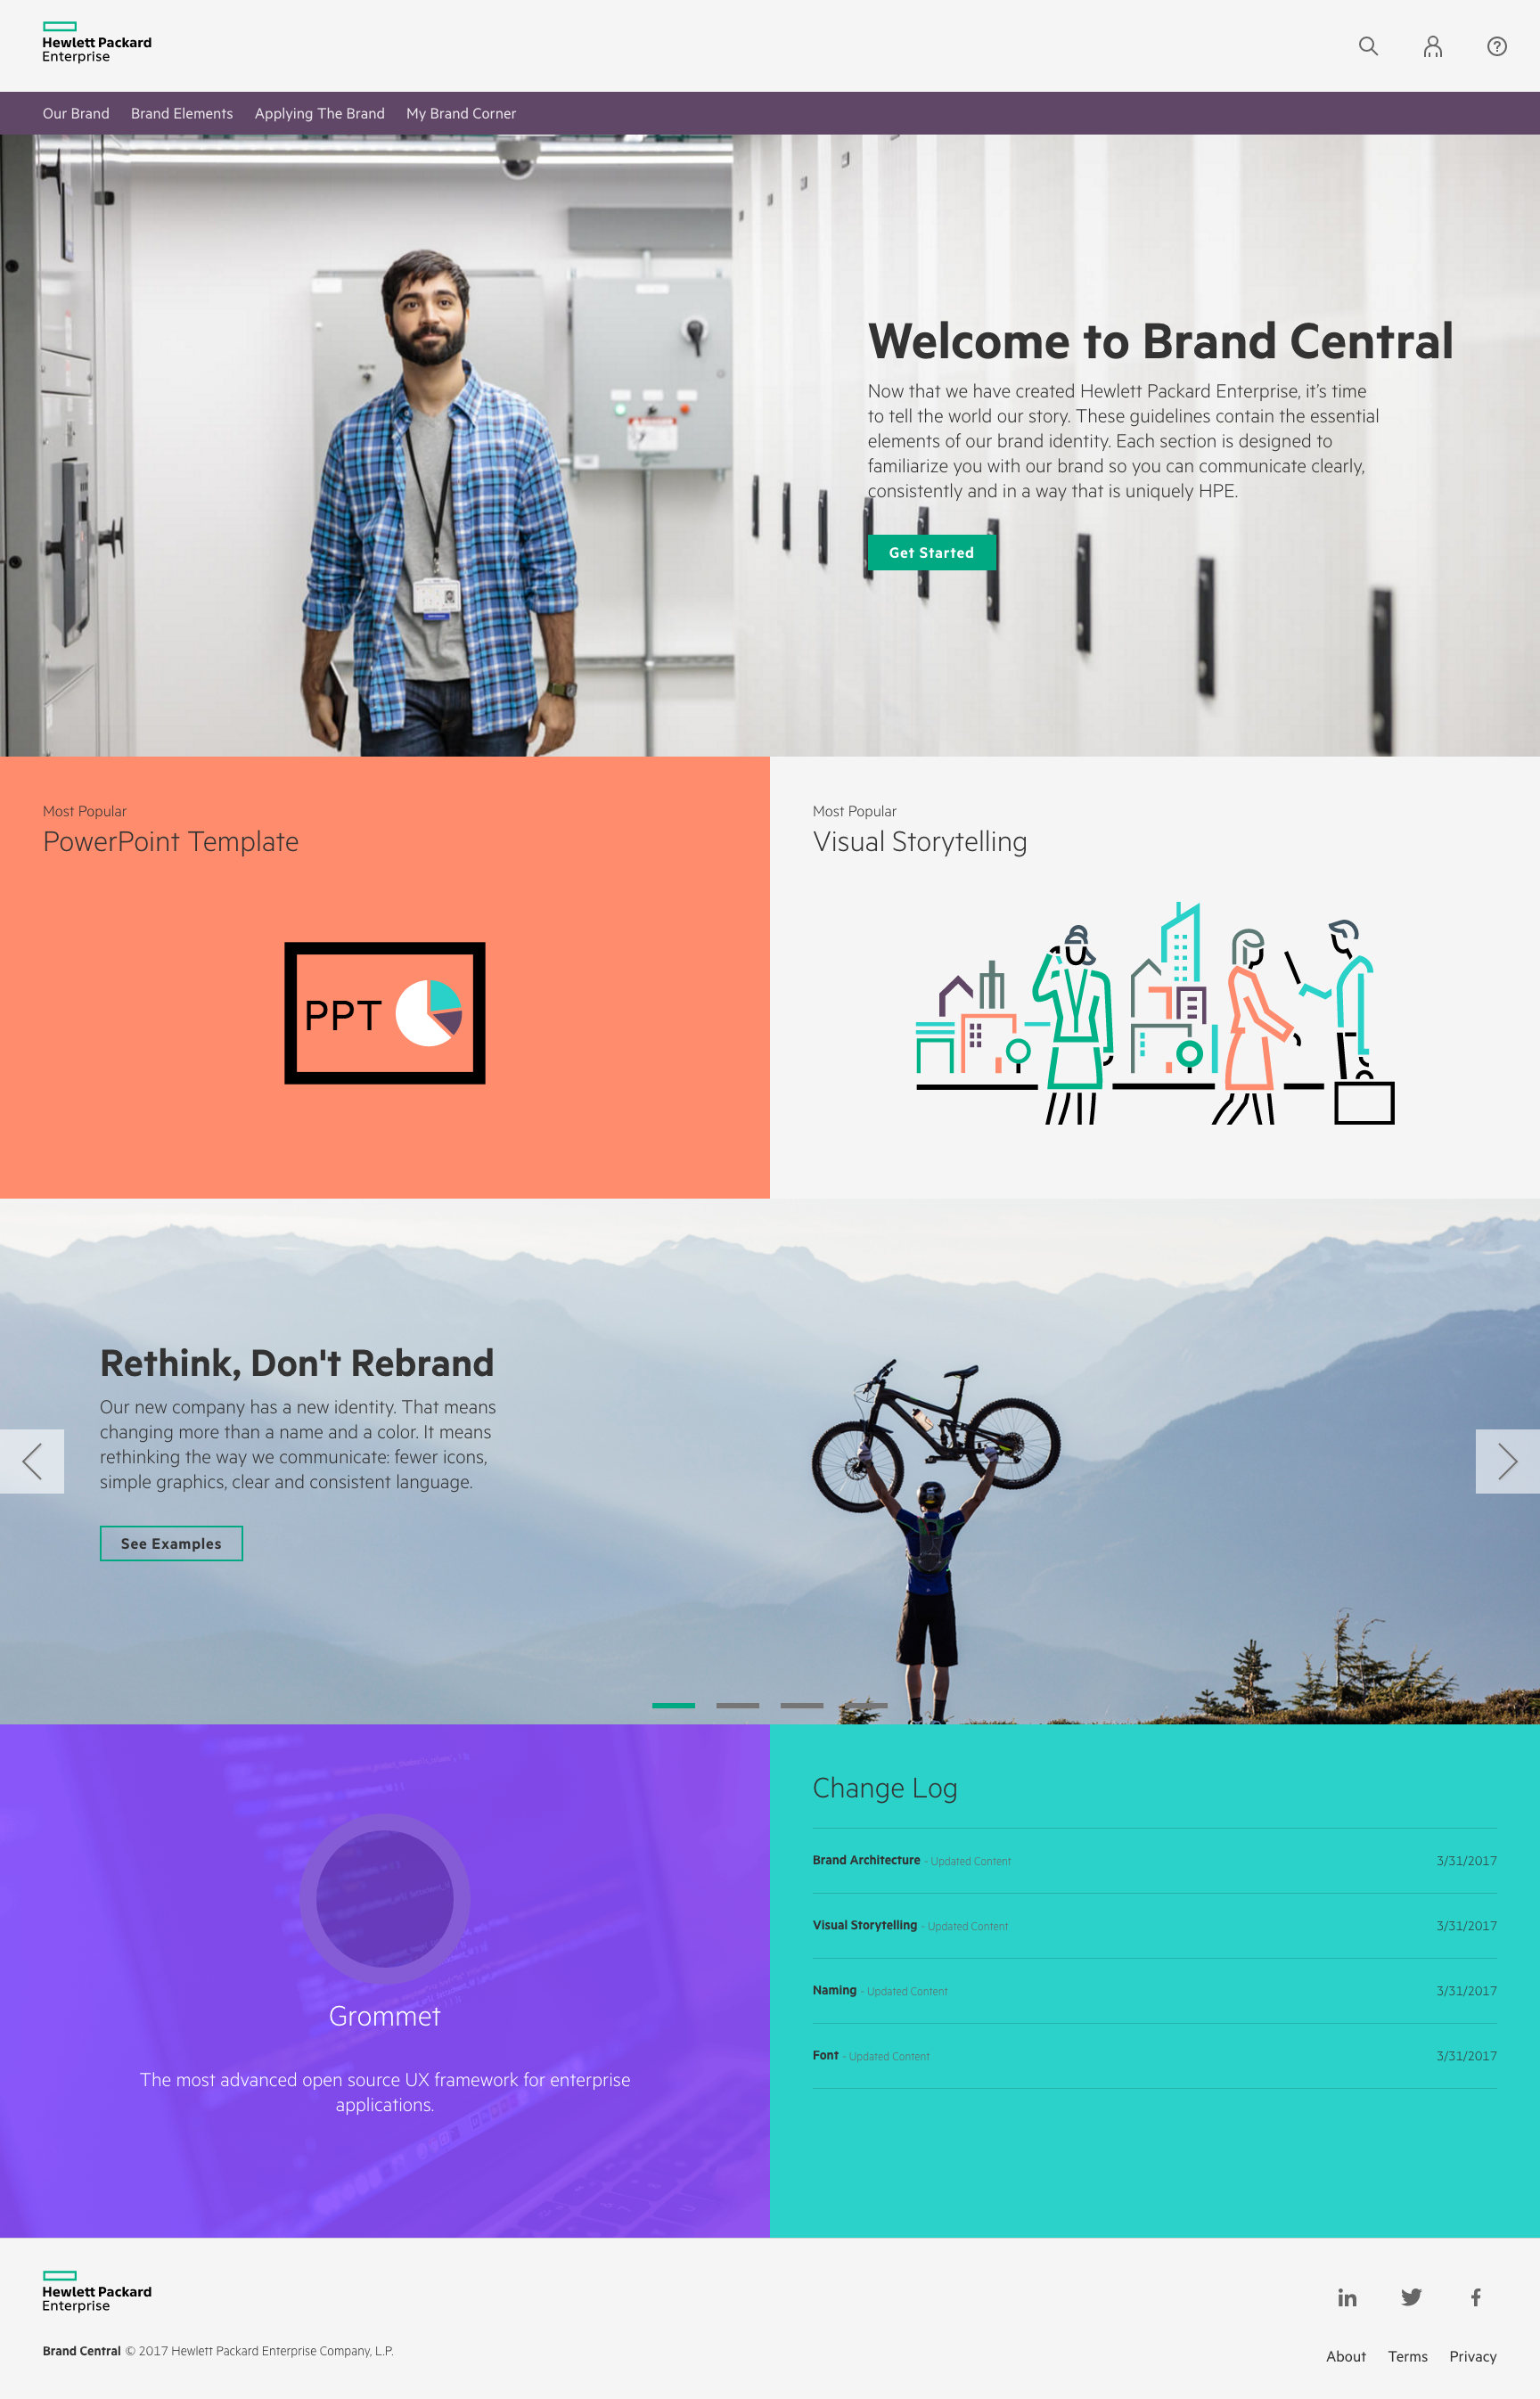 Hewlett Packard
Enterprise
Our Brand Brand Elements Applying The Brand My Brand Corner
Welcome to Brand Central
Now that we have created Hewlett Packard Enterprise, it’s time
to tell the world our story. These guidelines contain the essential
elements of our brand identity. Each section is designed to
familiarize you with our brand so you can communicate clearly,
consistently and in a way that is uniquely HPE.
Get Started
Most Popular
PowerPoint Template
PPT
Most Popular
Visual Storytelling
Rethink, Don't Rebrand
Our new company has a new identity. That means
changing more than a name and a color. It means
rethinking the way we communicate: fewer icons,
simple graphics, clear and consistent language.
See Examples
Grommet
The most advanced open source UX framework for enterprise
applications.
Change Log
Brand Architecture - Updated Content 3/31/2017
Visual Storytelling - Updated Content 3/31/2017
Naming - Updated Content 3/31/2017
Font - Updated Content 3/31/2017
Hewlett Packard
Enterprise
Brand Central © 2017 Hewlett Packard Enterprise Company, L.P.
About Terms Privacy